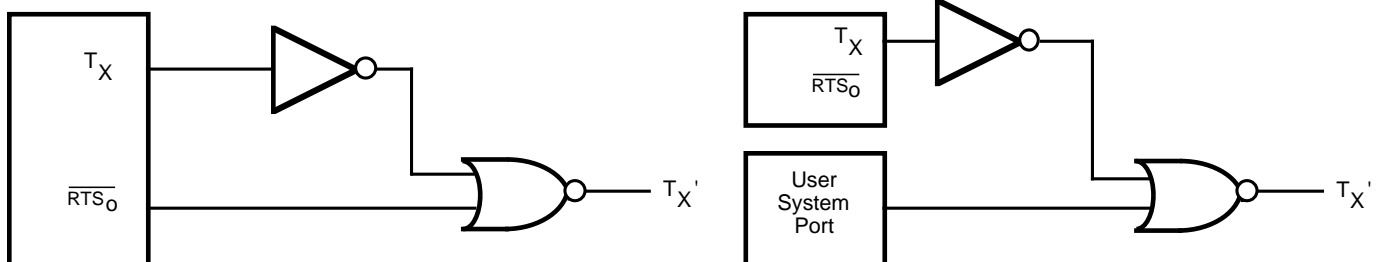 TX
RTS0
TX'
TX
RTS0
User
System
Port
TX'